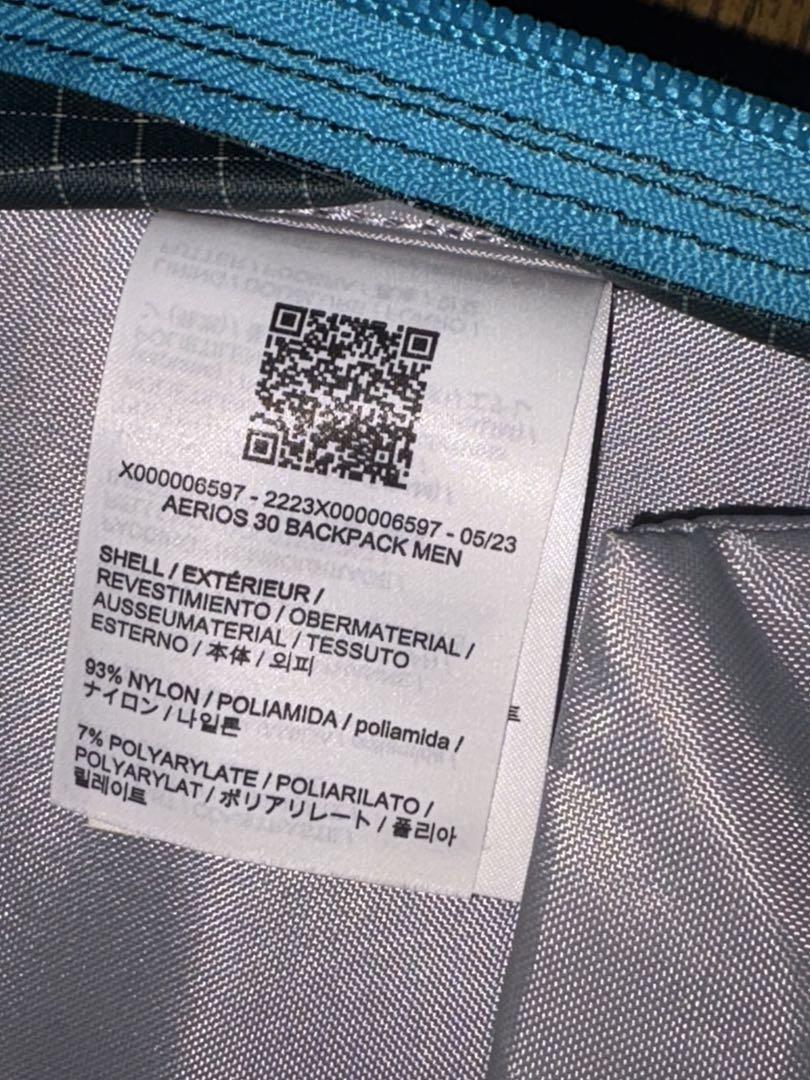 X000006597 - 2223X000006597 - 05/23
AERIOS 30 BACKPACK MEN
SHELL / EXTÉRIEUR /
REVESTIMIENTO / OBERMATERIAL /
AUSSEUMATERIAL / TESSUTO
ESTERNO / 本体 / 외피
93% NYLON / POLIAMIDA / poliamida /
ナイロン / 나일론
7% POLYARYLATE / POLIARILATO /
POLYARYLAT / ポリアリレート / 폴리아
릴레이트
트